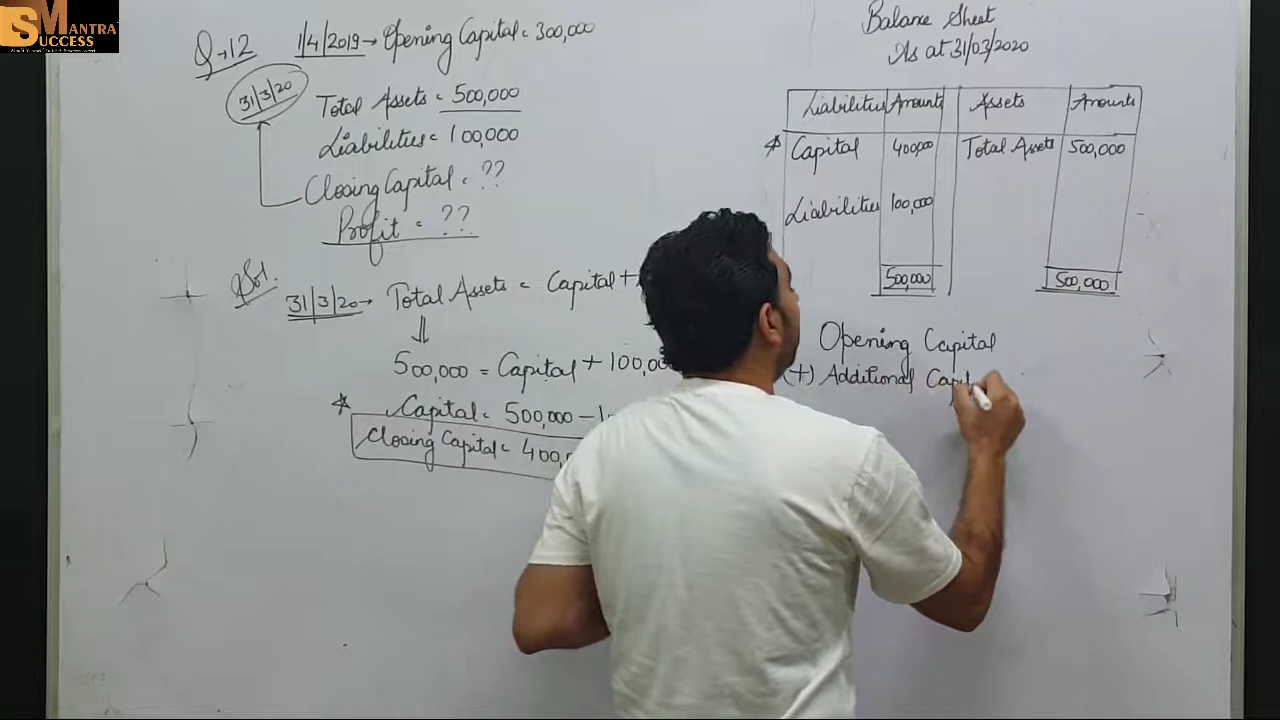 SMANTRA
SUCCESS
Q→12
1/4/2019→ Opening Capital = 300,000
31/3/20
Total Assets = 500,000
Liabilities = 100,000
Closing Capital = ??
Profit = ??
Sol.
31/3/20→ Total Assets = Capital +
500,000 = Capital + 100,00
Capital = 500,000 -
Closing Capital = 400,
Balance Sheet
As at 31/03/2020
Liabilities Amounts Assets Amounts
Capital 400,000 Total Assets 500,000
Liabilities 100,000
500,000 500,000
Opening Capital
(+) Additional Capit